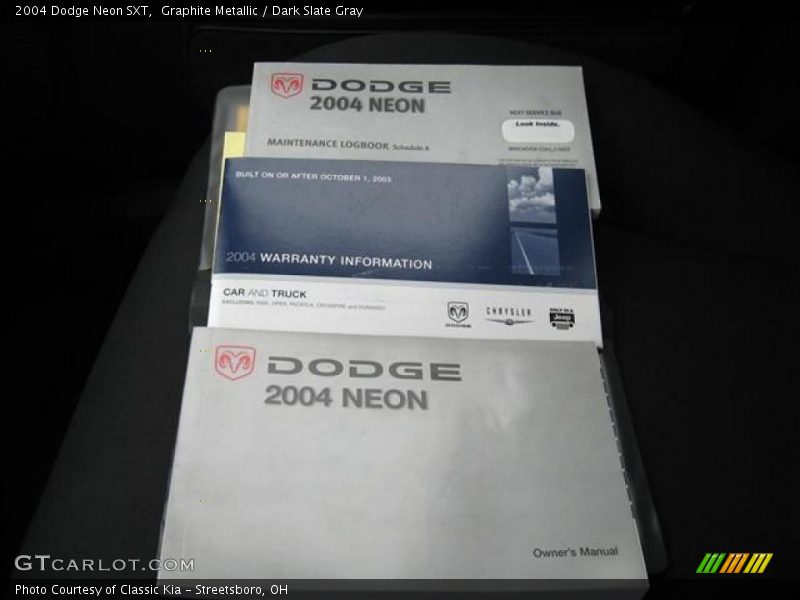 2004 Dodge Neon SXT, Graphite Metallic / Dark Slate Gray
DODGE
2004 NEON
NEXT SERVICE DUE
Look Inside.
MAINTENANCE LOGBOOK Schedule A
BUILT ON OR AFTER OCTOBER 1, 2003
2004 WARRANTY INFORMATION
CAR AND TRUCK
DODGE
CHRYSLER
Jeep
DODGE
2004 NEON
Owner's Manual
GTCARLOT.COM
Photo Courtesy of Classic Kia - Streetsboro, OH